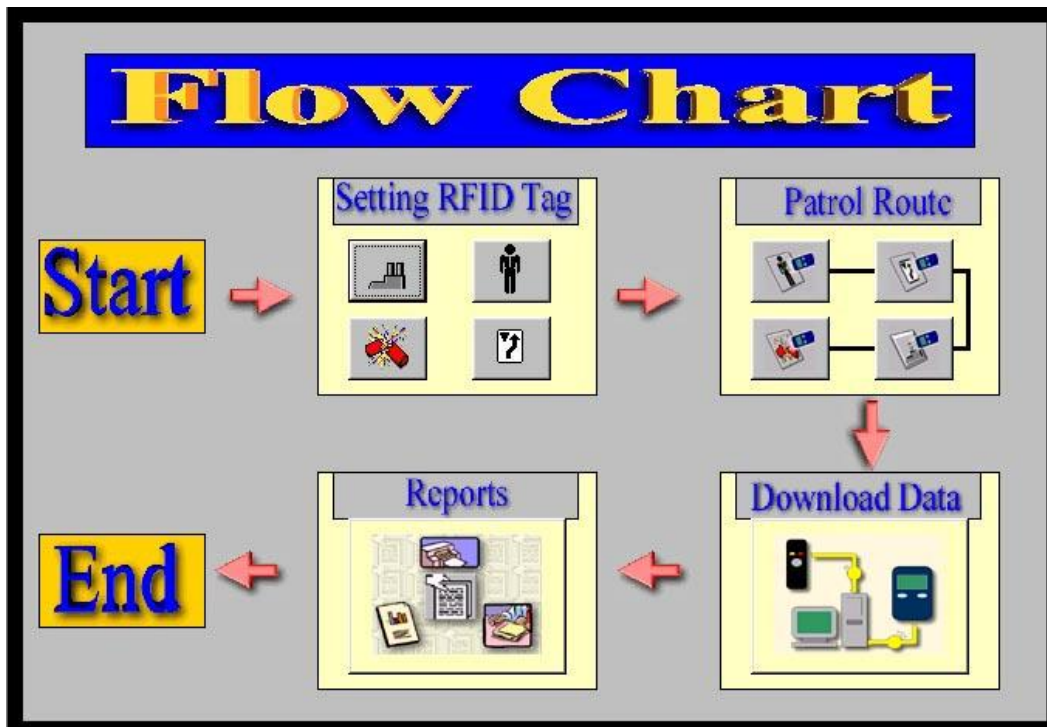 Flow Chart
Start
Setting RFID Tag
Patrol Route
Download Data
Reports
End